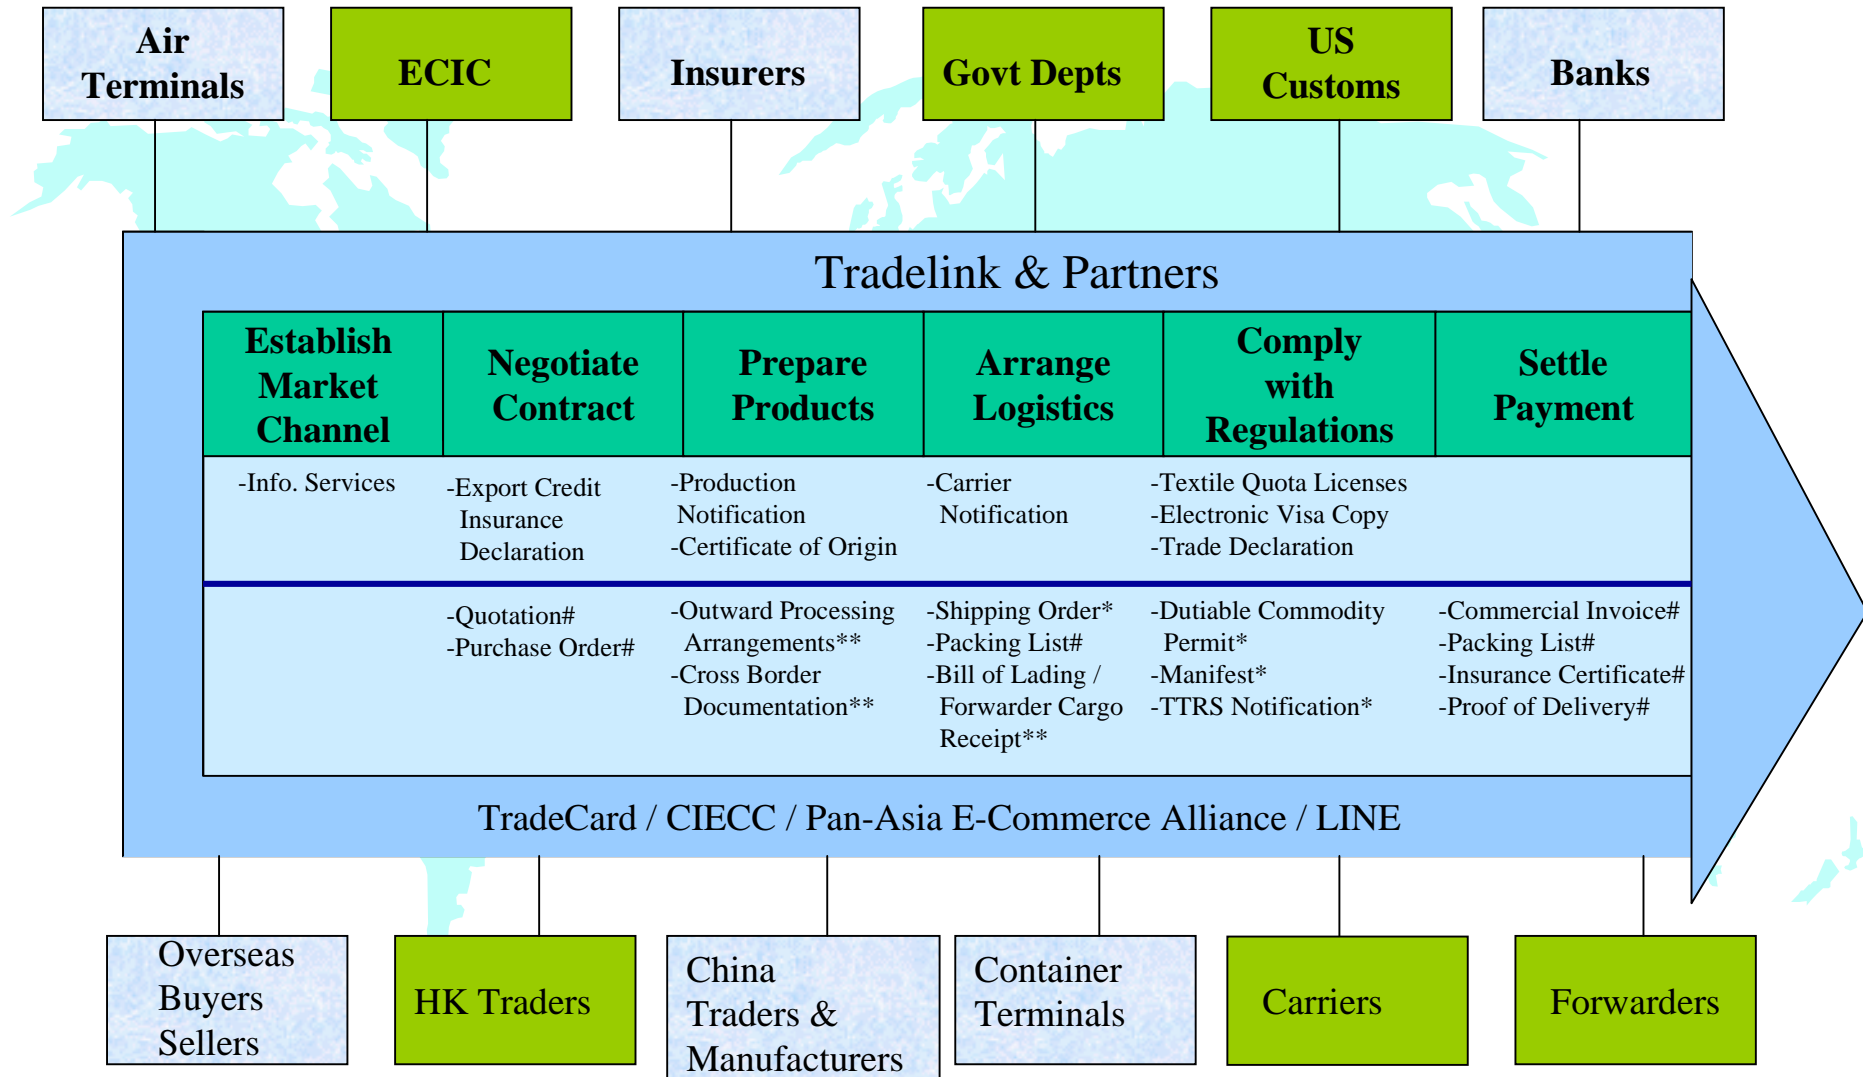 Air
Terminals
ECIC
Insurers
Govt Depts
US
Customs
Banks
Tradelink & Partners
Establish
Market
Channel
Negotiate
Contract
Prepare
Products
Arrange
Logistics
Comply
with
Regulations
Settle
Payment
-Info. Services
-Export Credit
Insurance
Declaration
-Production
Notification
-Certificate of Origin
-Carrier
Notification
-Textile Quota Licenses
-Electronic Visa Copy
-Trade Declaration
-Quotation#
-Purchase Order#
-Outward Processing
Arrangements**
-Cross Border
Documentation**
-Shipping Order*
-Packing List#
-Bill of Lading /
Forwarder Cargo
Receipt**
-Dutiable Commodity
Permit*
-Manifest*
-TTRS Notification*
-Commercial Invoice#
-Packing List#
-Insurance Certificate#
-Proof of Delivery#
TradeCard / CIECC / Pan-Asia E-Commerce Alliance / LINE
Overseas
Buyers
Sellers
HK Traders
China
Traders &
Manufacturers
Container
Terminals
Carriers
Forwarders